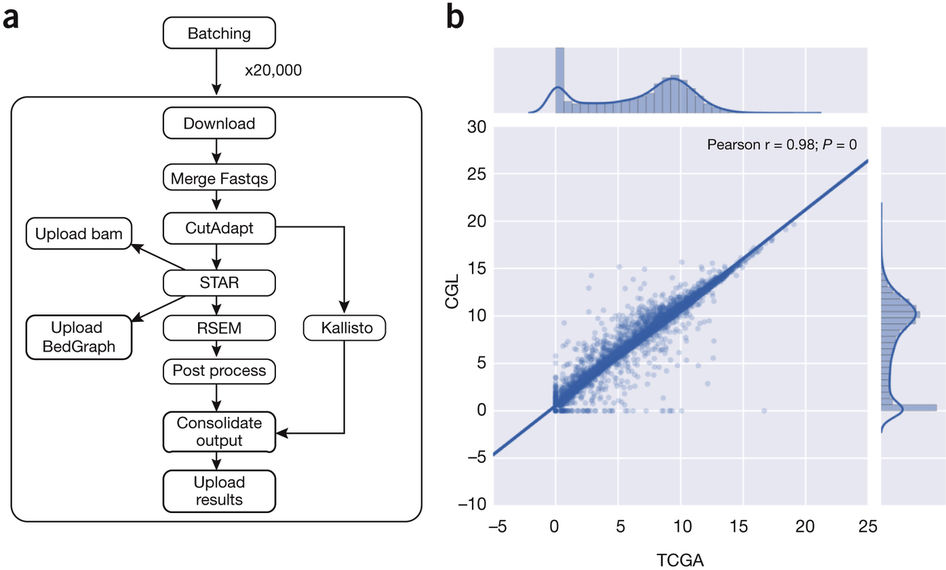 a
Batching
x20,000
Download
Merge Fastqs
CutAdapt
Upload bam
STAR
Upload
BedGraph
RSEM
Kallisto
Post process
Consolidate
output
Upload
results
b
Pearson r = 0.98; P = 0
30
25
20
15
10
5
0
−5
−10
CGL
−5 0 5 10 15 20 25
TCGA